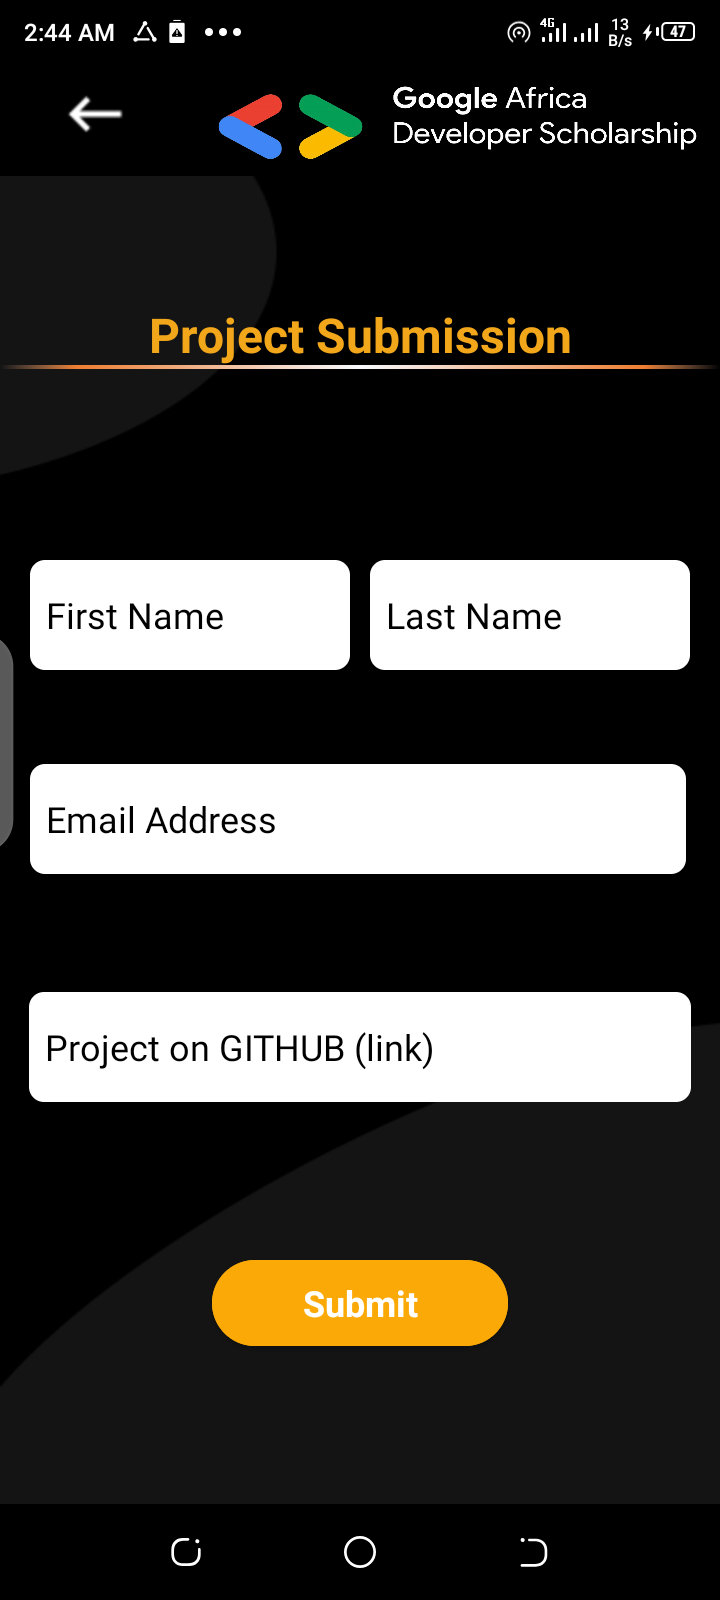 2:44 AM
4G
13 B/s
47
Google Africa
Developer Scholarship
Project Submission
First Name
Last Name
Email Address
Project on GITHUB (link)
Submit